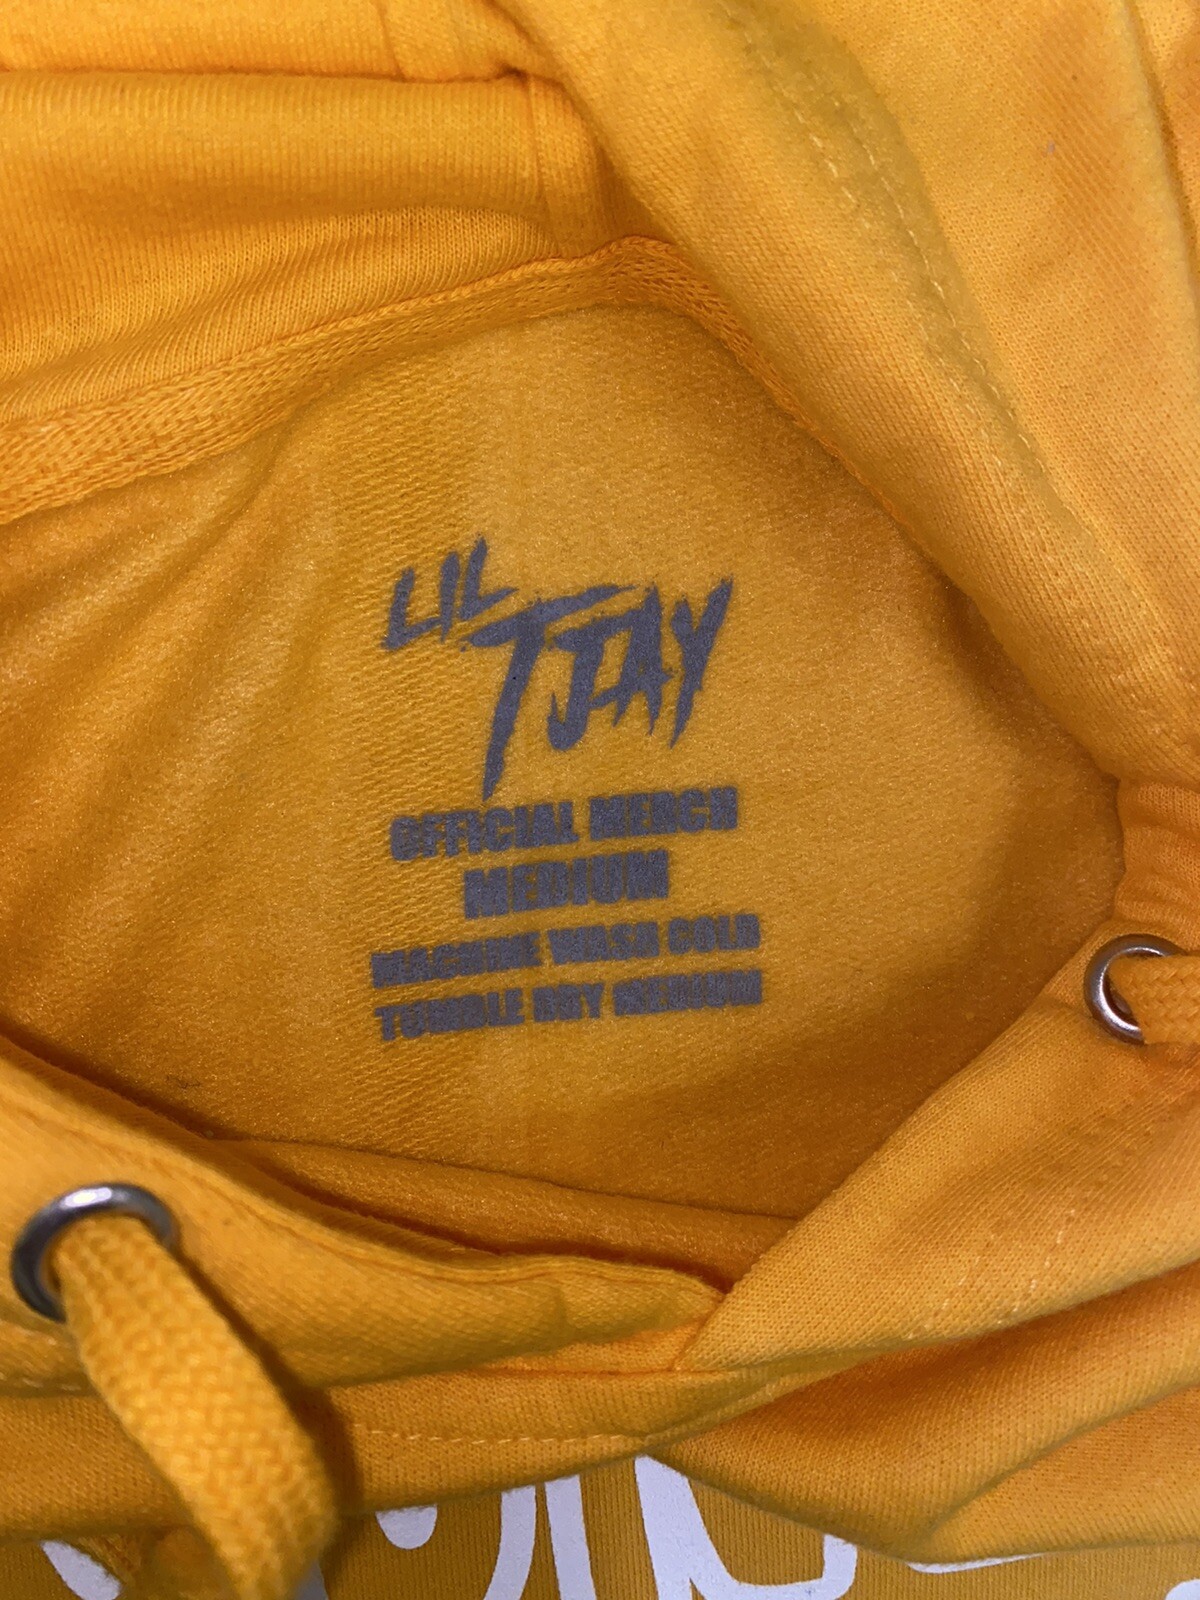 LIL TJAY
OFFICIAL MERCH
MEDIUM
MACHINE WASH COLD
TUMBLE DRY MEDIUM